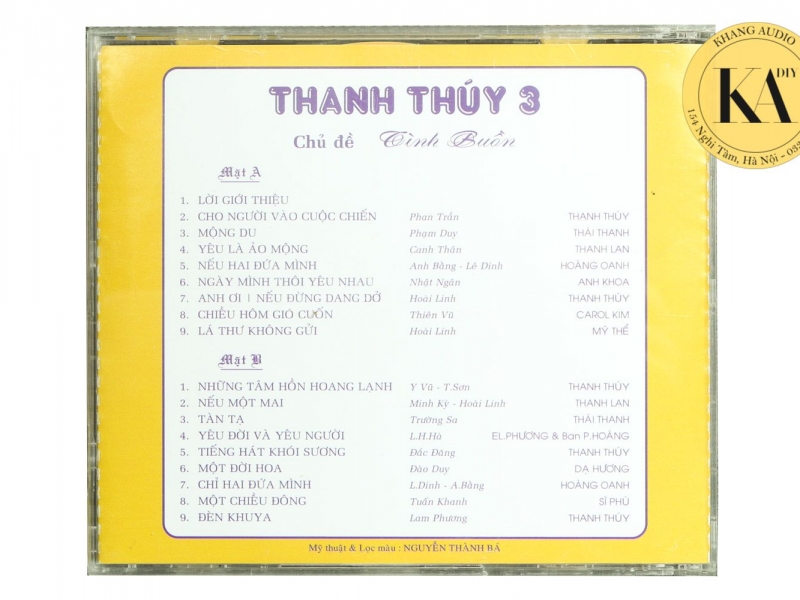 THANH THÚY 3
Chủ đề Tình Buồn
Mặt A
1. LỜI GIỚI THIỆU
2. CHO NGƯỜI VÀO CUỘC CHIẾN Phan Trần THANH THÚY
3. MỘNG DU Phạm Duy THÁI THANH
4. YÊU LÀ ẢO MỘNG Canh Thân THANH LAN
5. NẾU HAI ĐỨA MÌNH Anh Bằng - Lê Dinh HOÀNG OANH
6. NGÀY MÌNH THÔI YÊU NHAU Nhật Ngân ANH KHOA
7. ANH ƠI ! NẾU ĐỪNG DANG DỞ Hoài Linh THANH THÚY
8. CHIỀU HÔM GIÓ CUỐN Thiên Vũ CAROL KIM
9. LÁ THƯ KHÔNG GỬI Hoài Linh MỸ THỂ
Mặt B
1. NHỮNG TÂM HỒN HOANG LẠNH Y Vũ - T.Sơn THANH THÚY
2. NẾU MỘT MAI Minh Kỳ - Hoài Linh THANH LAN
3. TÀN TẠ Trường Sa THÁI THANH
4. YÊU ĐỜI VÀ YÊU NGƯỜI L.H.Hà EL.PHƯƠNG & Ban P.HOÀNG
5. TIẾNG HÁT KHÓI SƯƠNG Đắc Đăng THANH THÚY
6. MỘT ĐỜI HOA Đào Duy DẠ HƯƠNG
7. CHỈ HAI ĐỨA MÌNH L.Dinh - A.Bằng HOÀNG OANH
8. MỘT CHIỀU ĐÔNG Tuấn Khanh SĨ PHÚ
9. ĐÈN KHUYA Lam Phương THANH THÚY
Mỹ thuật & Lọc màu : NGUYỄN THÀNH BÁ
KHANG AUDIO
KA DIY
154 Nghi Tàm, Hà Nội - 03